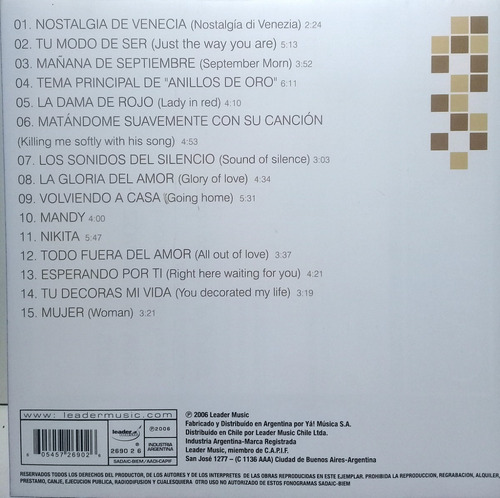 01. NOSTALGIA DE VENECIA (Nostalgía di Venezia) 2:24
02. TU MODO DE SER (Just the way you are) 5:13
03. MAÑANA DE SEPTIEMBRE (September Morn) 3:52
04. TEMA PRINCIPAL DE "ANILLOS DE ORO" 6:11
05. LA DAMA DE ROJO (Lady in red) 4:10
06. MATÁNDOME SUAVEMENTE CON SU CANCIÓN
(Killing me softly with his song) 4:53
07. LOS SONIDOS DEL SILENCIO (Sound of silence) 3:03
08. LA GLORIA DEL AMOR (Glory of love) 4:34
09. VOLVIENDO A CASA (Going home) 5:31
10. MANDY 4:00
11. NIKITA 5:47
12. TODO FUERA DEL AMOR (All out of love) 3:37
13. ESPERANDO POR TI (Right here waiting for you) 4:21
14. TU DECORAS MI VIDA (You decorated my life) 3:19
15. MUJER (Woman) 3:21
www.leadermusic.com
leader
℗ 2006
2690 2 6
INDUSTRIA
ARGENTINA
SADAIC-BIEM/AADI-CAPIF
0 05457 26902 6
℗ 2006 Leader Music
Fabricado y Distribuido en Argentina por Yá! Música S.A.
Distribuido en Chile por Leader Music Chile Ltda.
Industria Argentina-Marca Registrada
Leader Music, miembro de C.A.P.I.F.
San José 1277 – (C 1136 AAA) Ciudad de Buenos Aires-Argentina
RESERVADOS TODOS LOS DERECHOS DEL PRODUCTOR, DE LOS AUTORES Y DE LOS INTERPRETES DE LAS OBRAS REPRODUCIDAS EN ESTE EJEMPLAR. PROHIBIDA LA REPRODUCCION, REGRABACION, ALQUILER,
PRESTAMO, CANJE, EJECUCION PUBLICA, RADIODIFUSION Y CUALESQUIERA OTRO USO NO AUTORIZADO DE ESTOS FONOGRAMAS SADAIC-BIEM